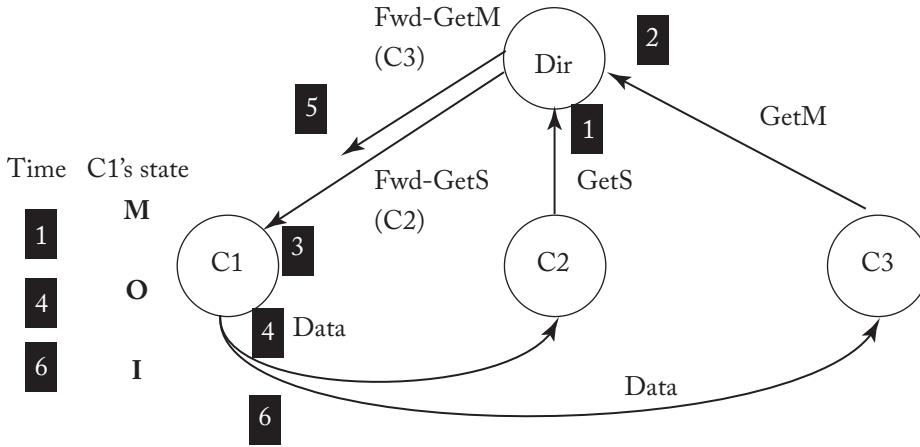 Fwd-GetM
(C3)
Dir
2
5
1
GetM
Time C1's state
Fwd-GetS
(C2)
GetS
M
1
3
C1
C2
C3
O
4
4 Data
6
I
Data
6